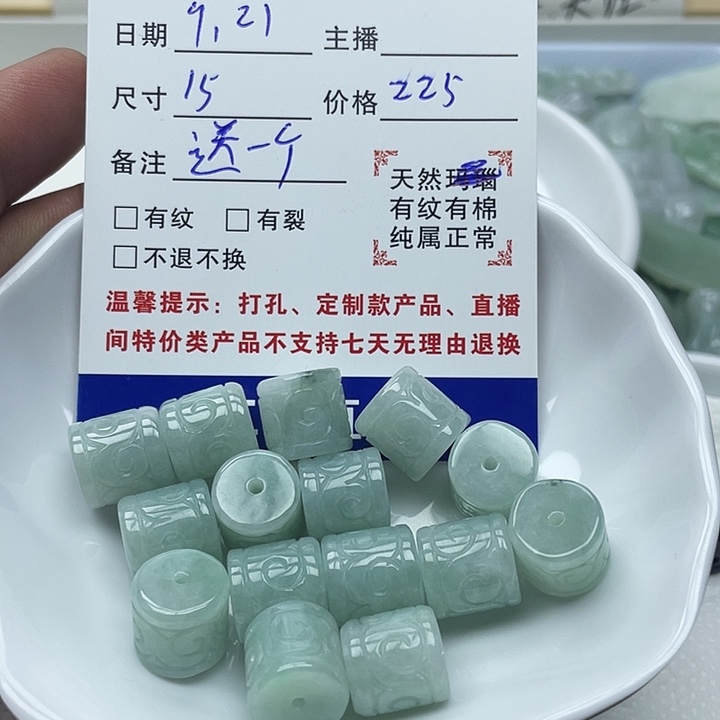 日期 9,21 主播
尺寸 15 价格 225
备注 送一个
天然玛瑙
有纹有棉
纯属正常
□有纹 □有裂
□不退不换
温馨提示：打孔、定制款产品、直播
间特价类产品不支持七天无理由退换